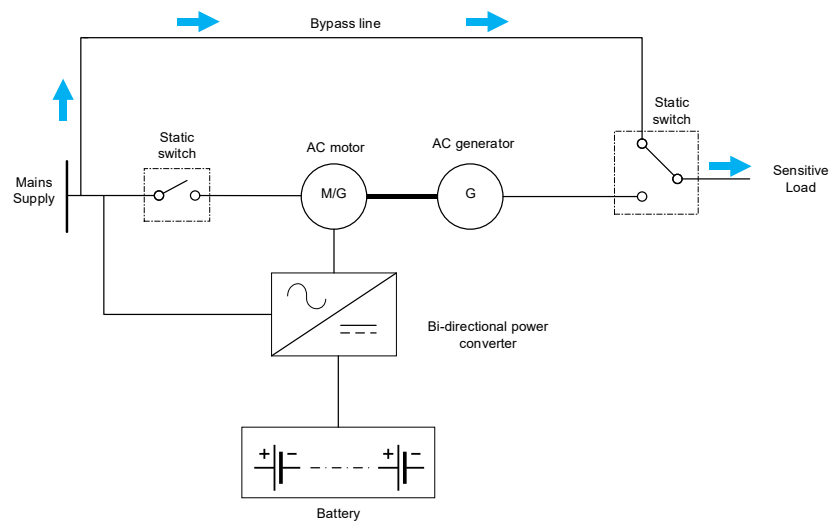 Bypass line
Static
switch
Static
switch
AC motor
AC generator
Mains
Supply
M/G
G
Sensitive
Load
Bi-directional power
converter
+ − + −
Battery